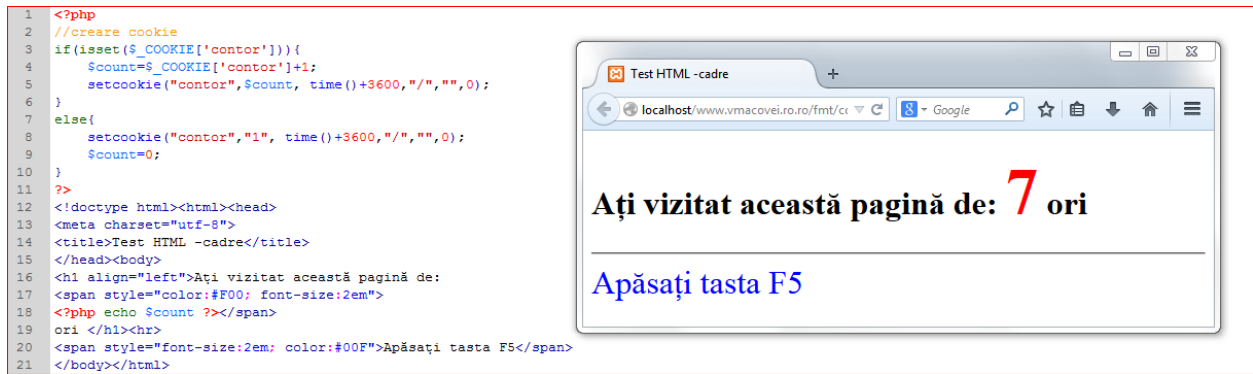 1 <?php
2 //creare cookie
3 if(isset($_COOKIE['contor'])){
4 $count=$_COOKIE['contor']+1;
5 setcookie("contor",$count, time()+3600,"/","",0);
6 }
7 else{
8 setcookie("contor","1", time()+3600,"/","",0);
9 $count=0;
10 }
11 ?>
12 <!doctype html><html><head>
13 <meta charset="utf-8">
14 <title>Test HTML -cadre</title>
15 </head><body>
16 <h1 align="left">Ați vizitat această pagină de:
17 <span style="color:#F00; font-size:2em">
18 <?php echo $count ?></span>
19 ori </h1><hr>
20 <span style="font-size:2em; color:#00F">Apăsați tasta F5</span>
21 </body></html>
Test HTML -cadre
localhost/www.vmacovei.ro.ro/fmt/cc Google
Ați vizitat această pagină de: 7 ori
Apăsați tasta F5